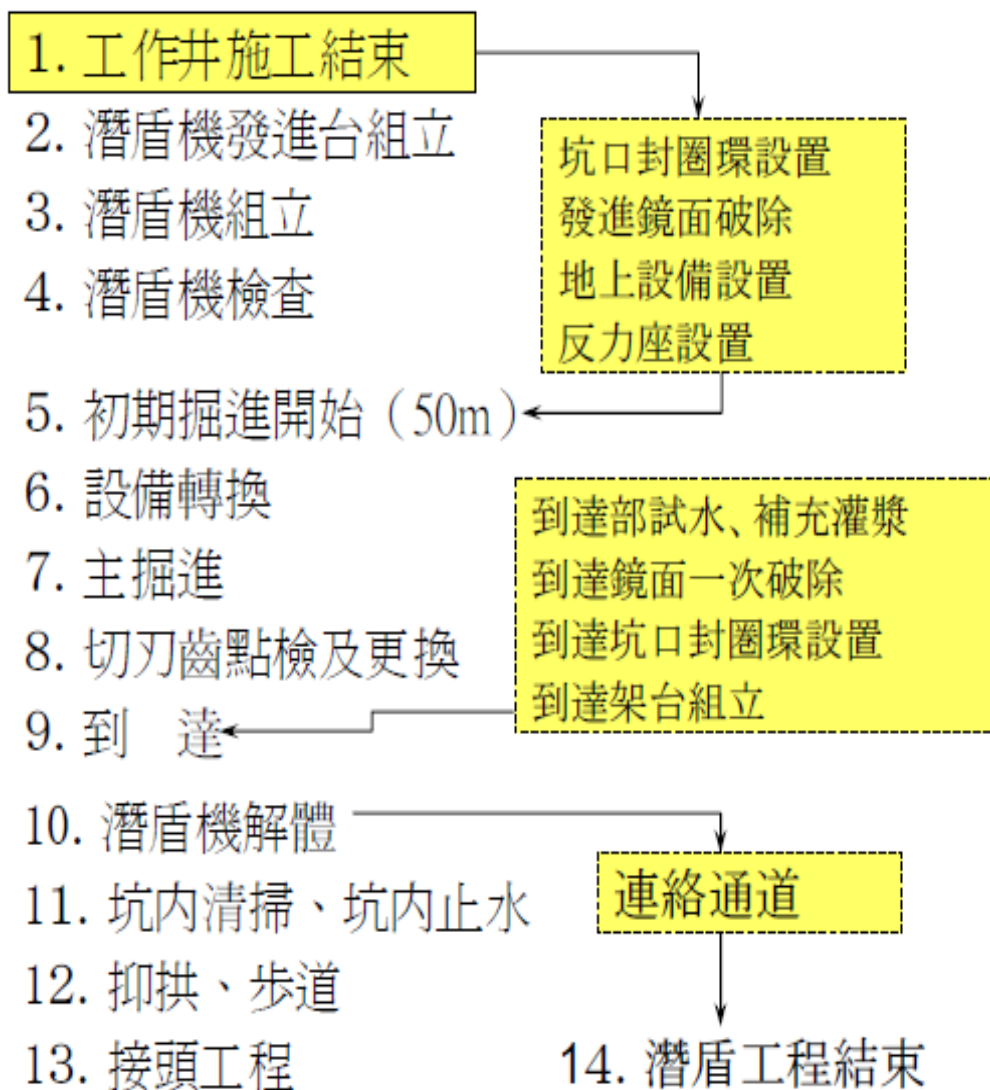 1. 工作井施工結束
2. 潛盾機發進台組立
3. 潛盾機組立
4. 潛盾機檢查
坑口封圈環設置
發進鏡面破除
地上設備設置
反力座設置
5. 初期掘進開始（50m）
6. 設備轉換
7. 主掘進
8. 切刃齒點檢及更換
9. 到　達
到達部試水、補充灌漿
到達鏡面一次破除
到達坑口封圈環設置
到達架台組立
10. 潛盾機解體
11. 坑內清掃、坑內止水
12. 抑拱、步道
13. 接頭工程
連絡通道
14. 潛盾工程結束